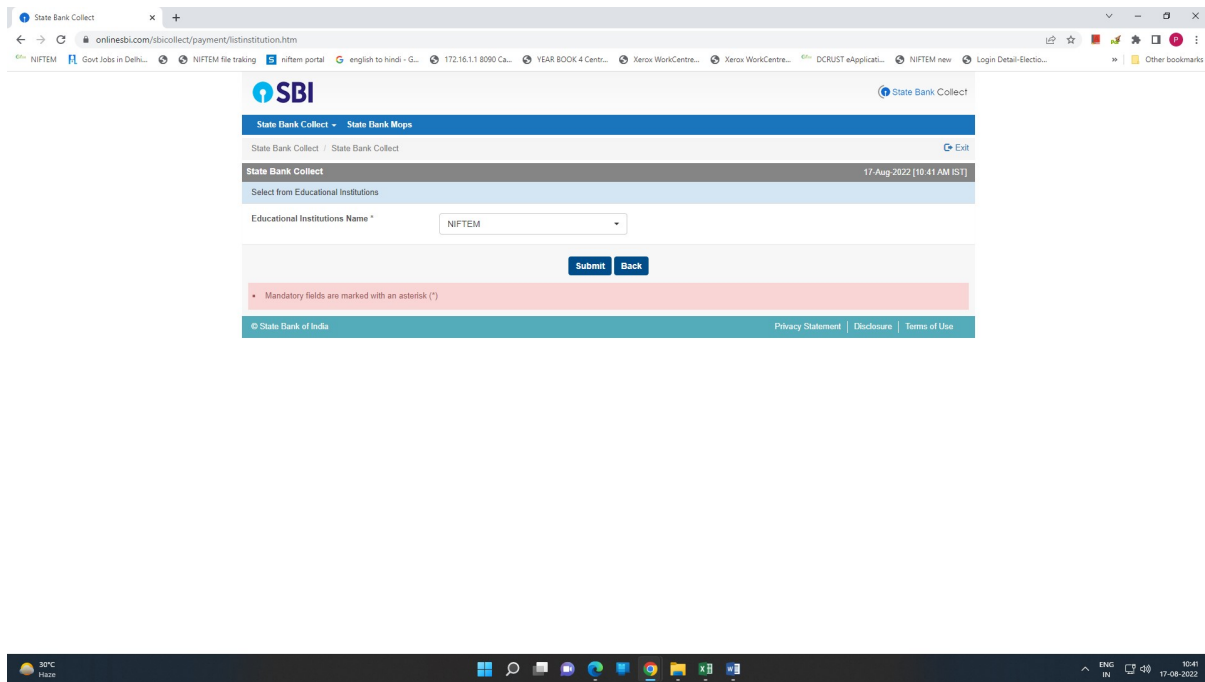 State Bank Collect
onlinesbi.com/sbicollect/payment/listinstitution.htm
NIFTEM Govt Jobs in Delhi... NIFTEM file traking niftem portal english to hindi - G... 172.16.1.1 8090 Ca... YEAR BOOK 4 Centr... Xerox WorkCentre... Xerox WorkCentre... DCRUST eApplicati... NIFTEM new Login Detail-Electio... » Other bookmarks
SBI State Bank Collect
State Bank Collect State Bank Mops
State Bank Collect / State Bank Collect Exit
State Bank Collect 17-Aug-2022 [10:41 AM IST]
Select from Educational Institutions
Educational Institutions Name * NIFTEM
Submit Back
• Mandatory fields are marked with an asterisk (*)
© State Bank of India Privacy Statement | Disclosure | Terms of Use
30°C ENG 10:41
Haze IN 17-08-2022